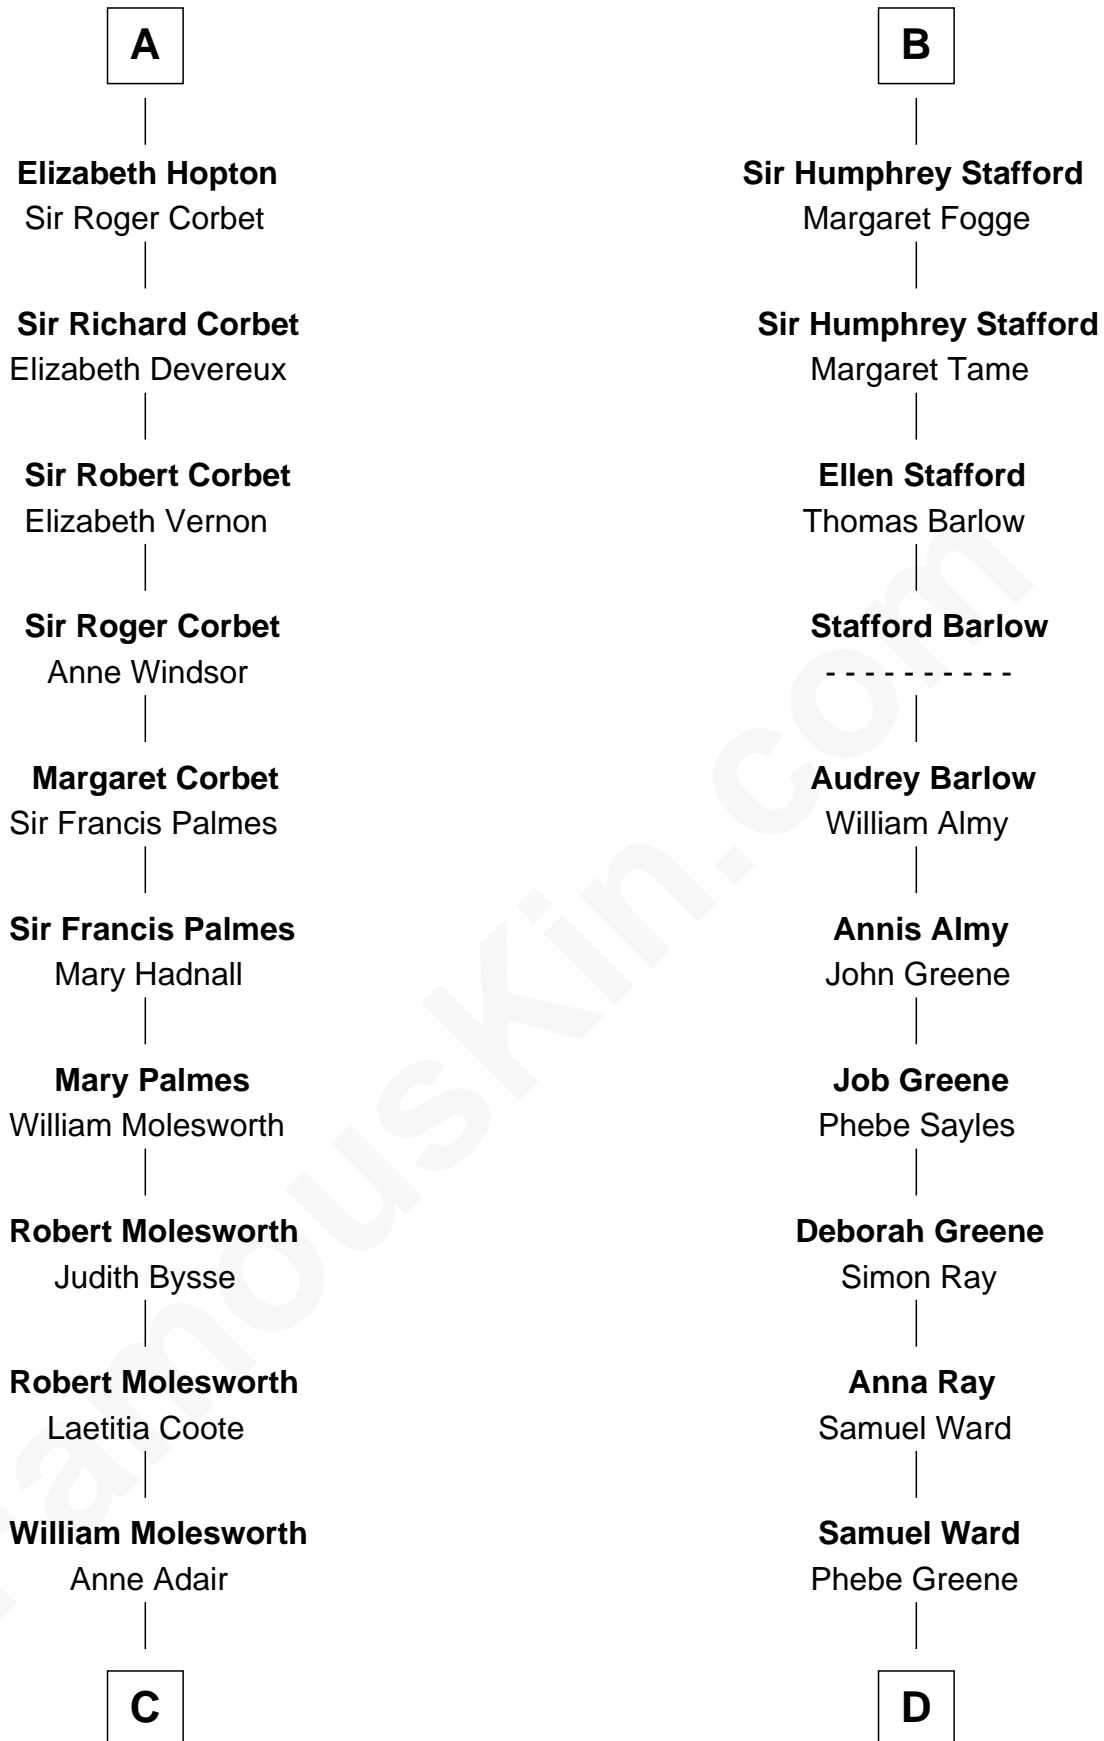 A
Elizabeth Hopton
Sir Roger Corbet
Sir Richard Corbet
Elizabeth Devereux
Sir Robert Corbet
Elizabeth Vernon
Sir Roger Corbet
Anne Windsor
Margaret Corbet
Sir Francis Palmes
Sir Francis Palmes
Mary Hadnall
Mary Palmes
William Molesworth
Robert Molesworth
Judith Bysse
Robert Molesworth
Laetitia Coote
William Molesworth
Anne Adair
C
B
Sir Humphrey Stafford
Margaret Fogge
Sir Humphrey Stafford
Margaret Tame
Ellen Stafford
Thomas Barlow
Stafford Barlow
- - - - - - - - - -
Audrey Barlow
William Almy
Annis Almy
John Greene
Job Greene
Phebe Sayles
Deborah Greene
Simon Ray
Anna Ray
Samuel Ward
Samuel Ward
Phebe Greene
D
FamousKin.com